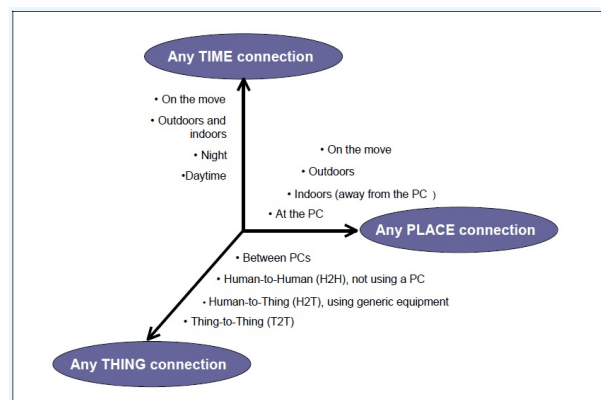 Any TIME connection
• On the move
• Outdoors and
indoors
• Night
•Daytime
• On the move
• Outdoors
• Indoors (away from the PC )
• At the PC
Any PLACE connection
• Between PCs
• Human-to-Human (H2H), not using a PC
• Human-to-Thing (H2T), using generic equipment
• Thing-to-Thing (T2T)
Any THING connection